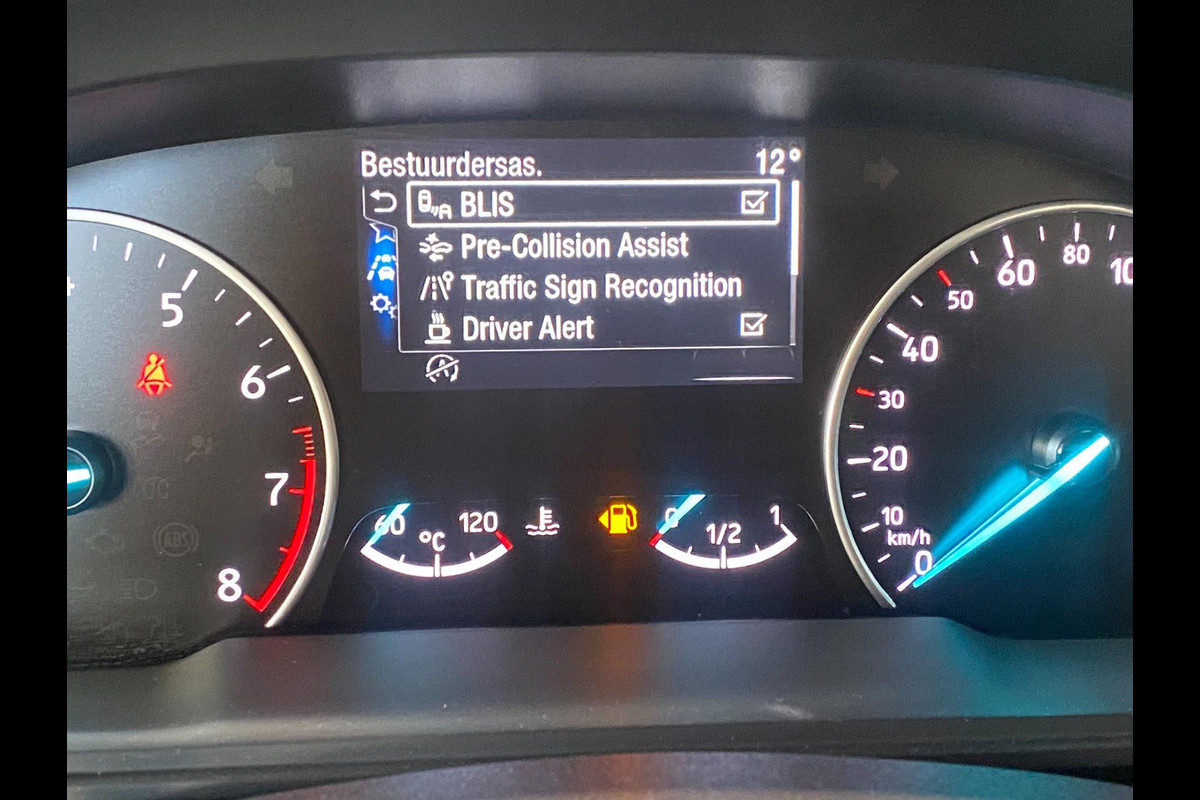 Bestuurdersas. 12°
BLIS
Pre-Collision Assist
Traffic Sign Recognition
Driver Alert
5
6
7
8
ABS
60 120
°C
0 1/2 1
0
10
km/h
20
30
40
50
60
80